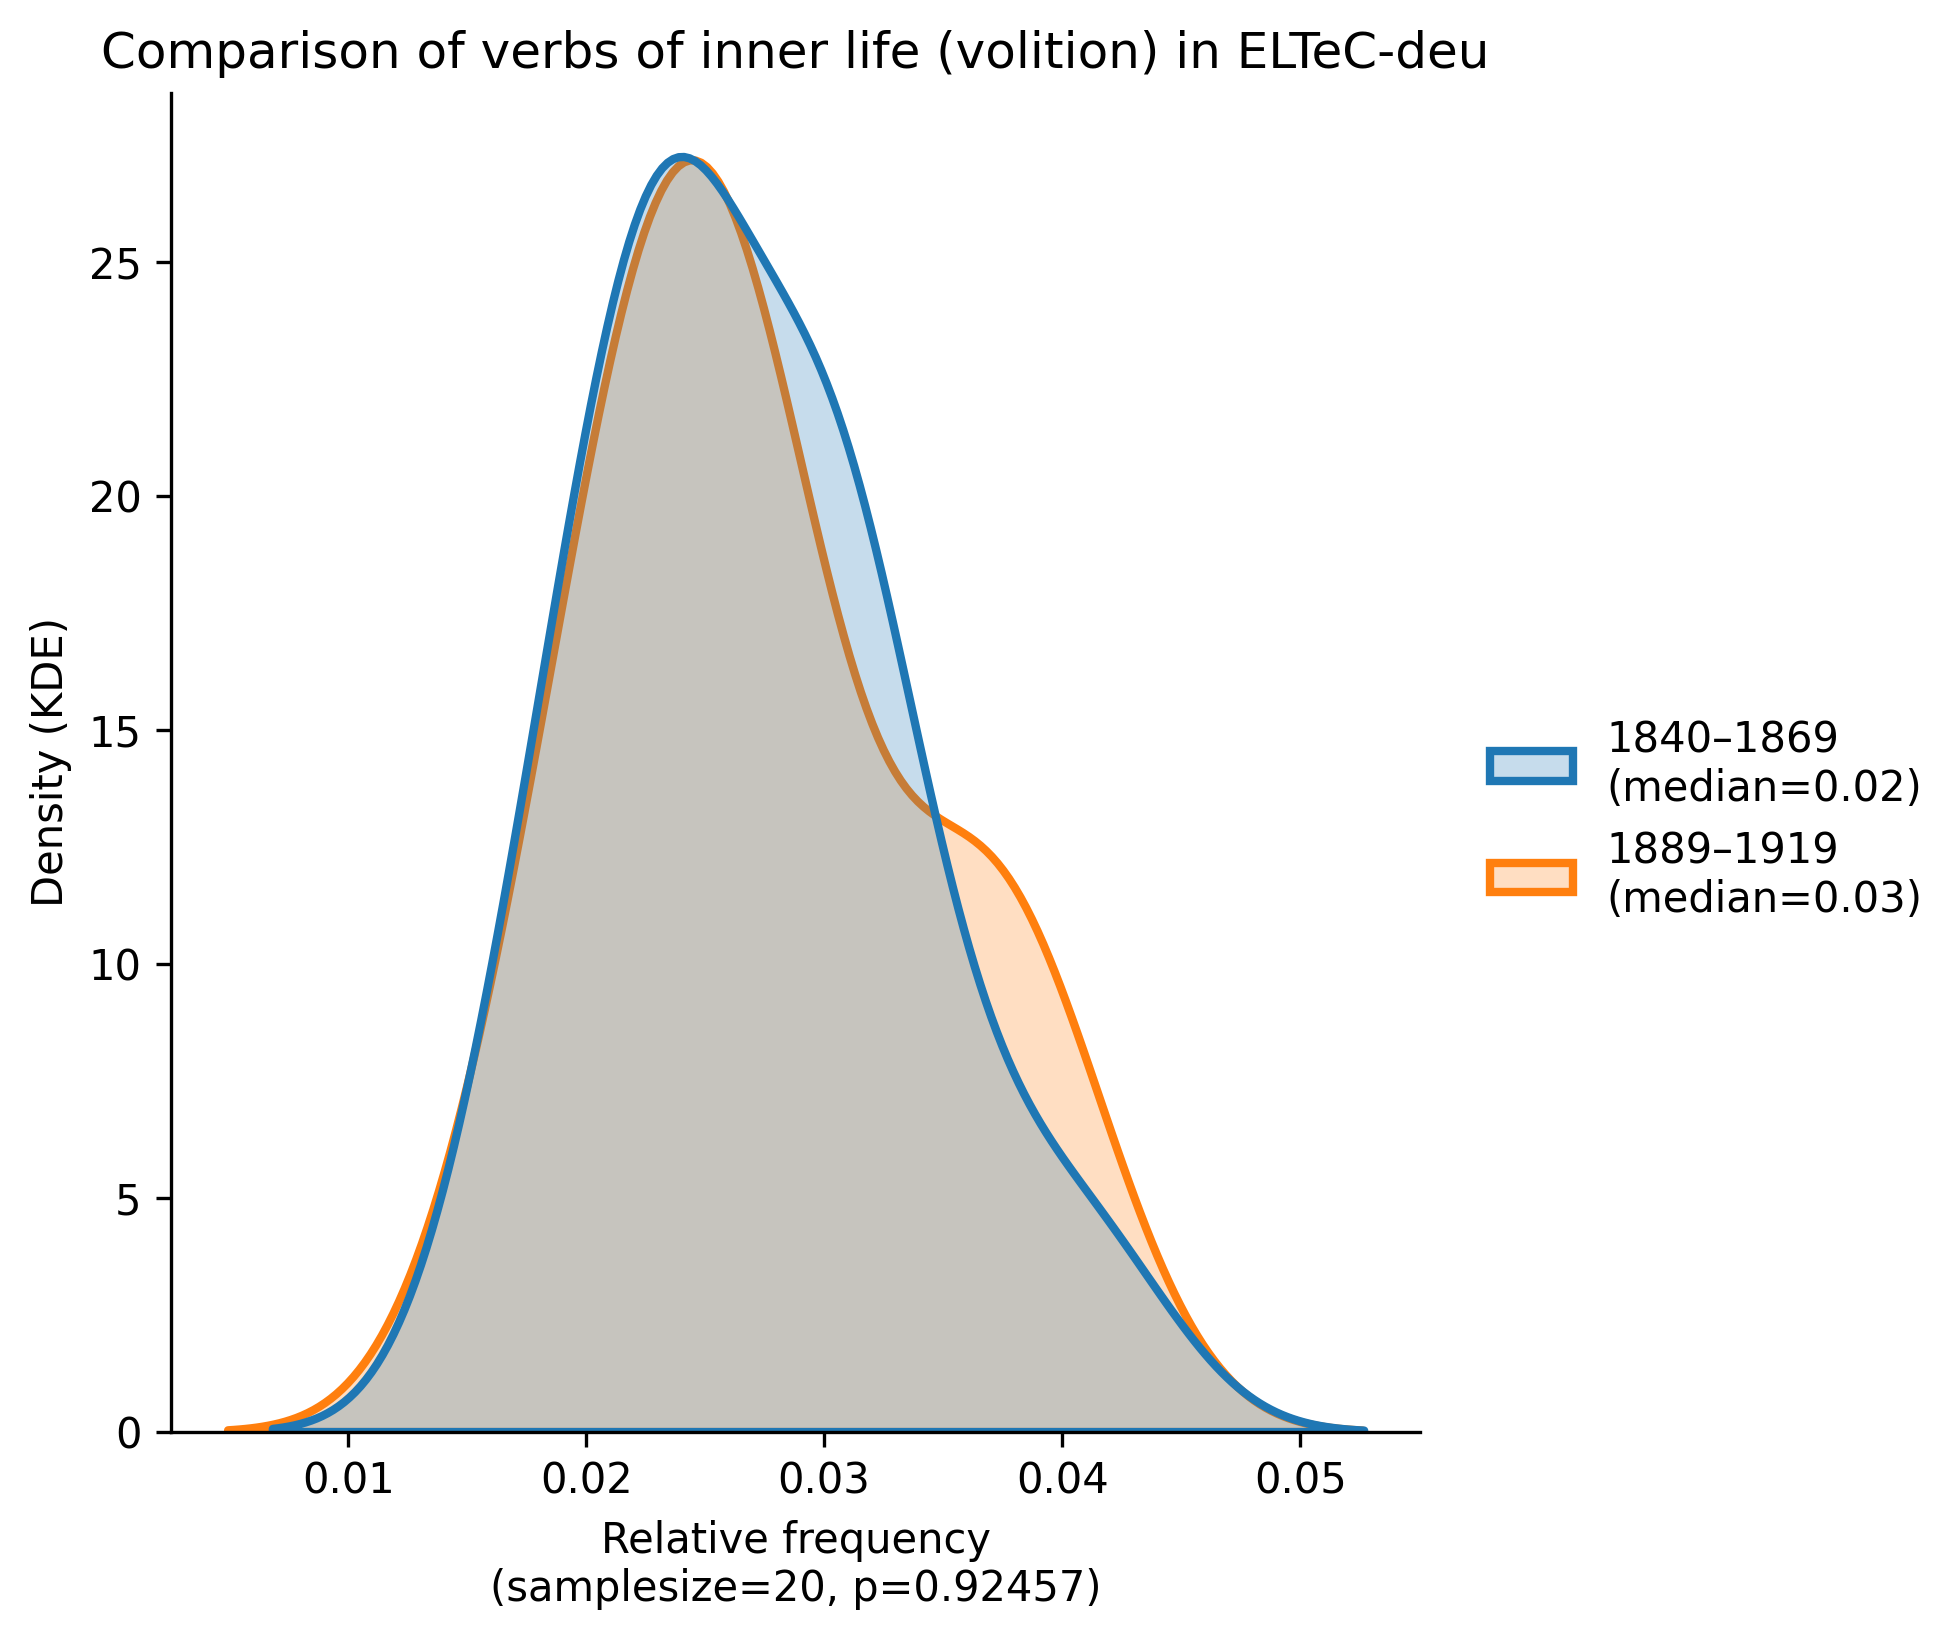 Comparison of verbs of inner life (volition) in ELTeC-deu
Density (KDE)
25
20
15
10
5
0
0.01 0.02 0.03 0.04 0.05
Relative frequency
(samplesize=20, p=0.92457)
1840–1869
(median=0.02)
1889–1919
(median=0.03)